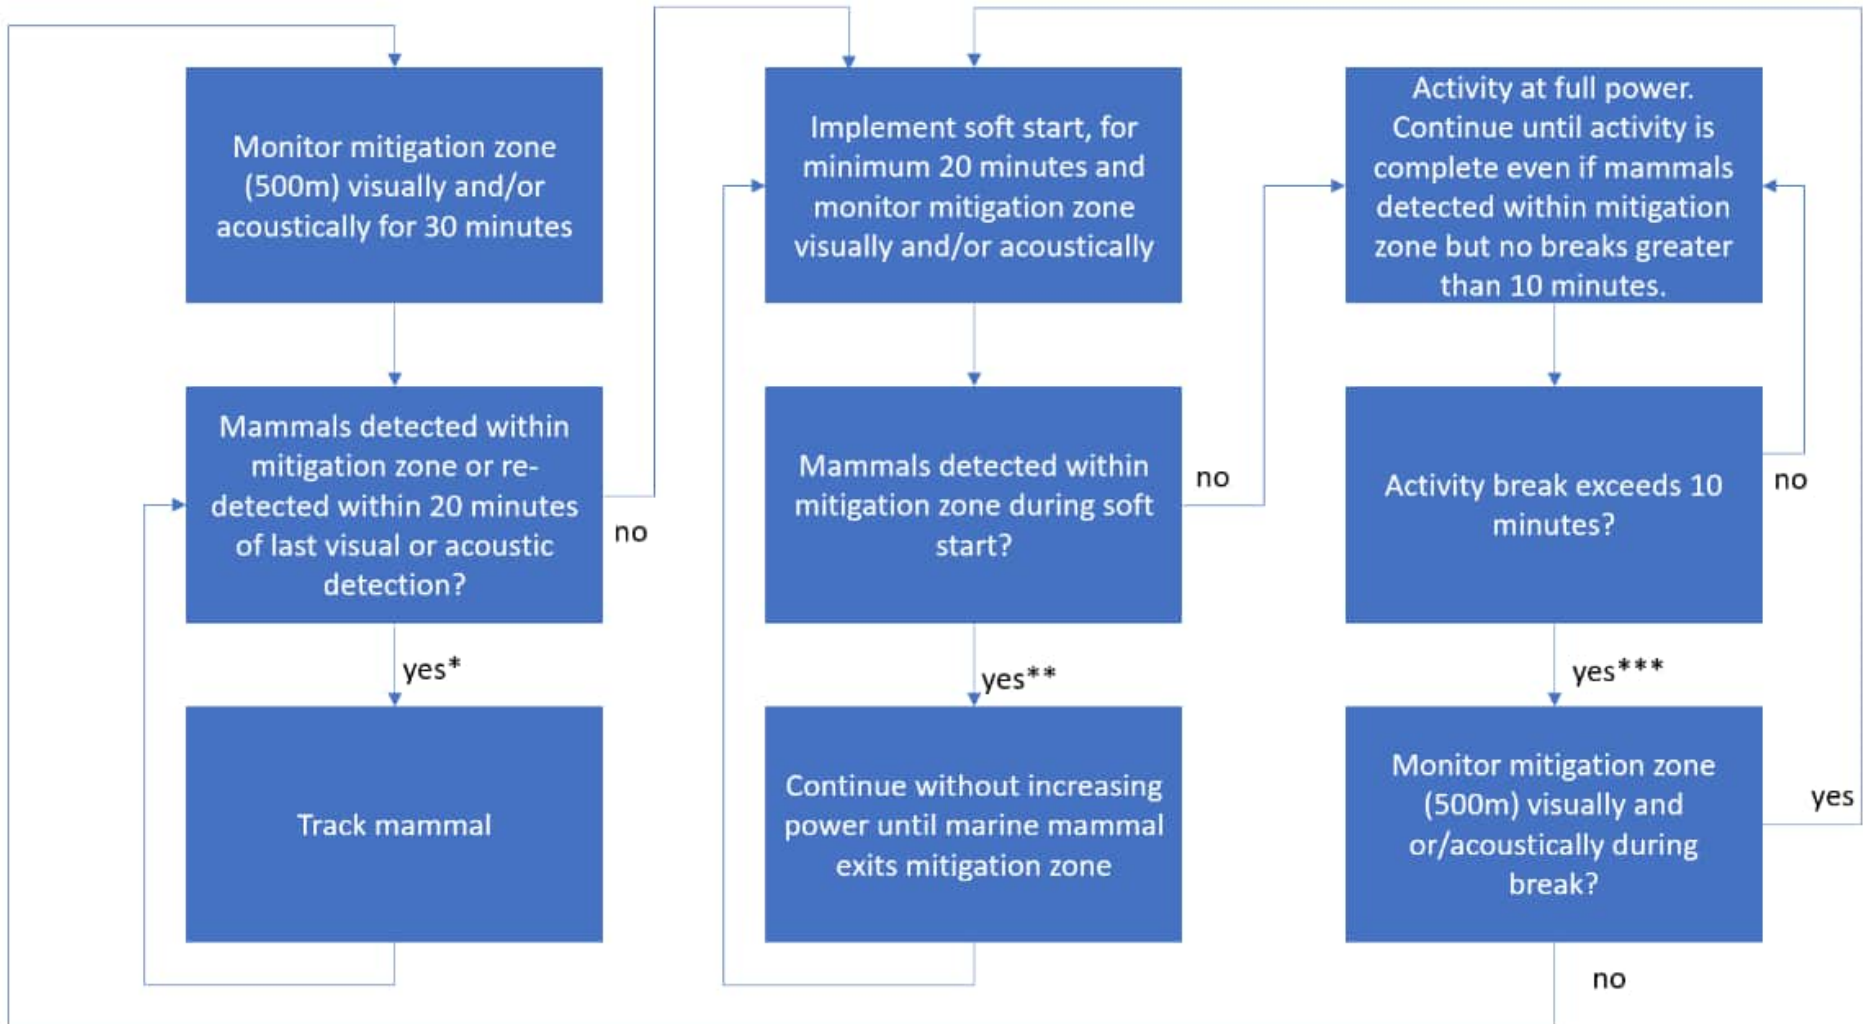 Monitor mitigation zone
(500m) visually and/or
acoustically for 30 minutes
Mammals detected within
mitigation zone or re-
detected within 20 minutes
of last visual or acoustic
detection?
no
yes*
Track mammal
Implement soft start, for
minimum 20 minutes and
monitor mitigation zone
visually and/or acoustically
Mammals detected within
mitigation zone during soft
start?
no
yes**
Continue without increasing
power until marine mammal
exits mitigation zone
Activity at full power.
Continue until activity is
complete even if mammals
detected within mitigation
zone but no breaks greater
than 10 minutes.
Activity break exceeds 10
minutes?
no
yes***
Monitor mitigation zone
(500m) visually and
or/acoustically during
break?
yes
no